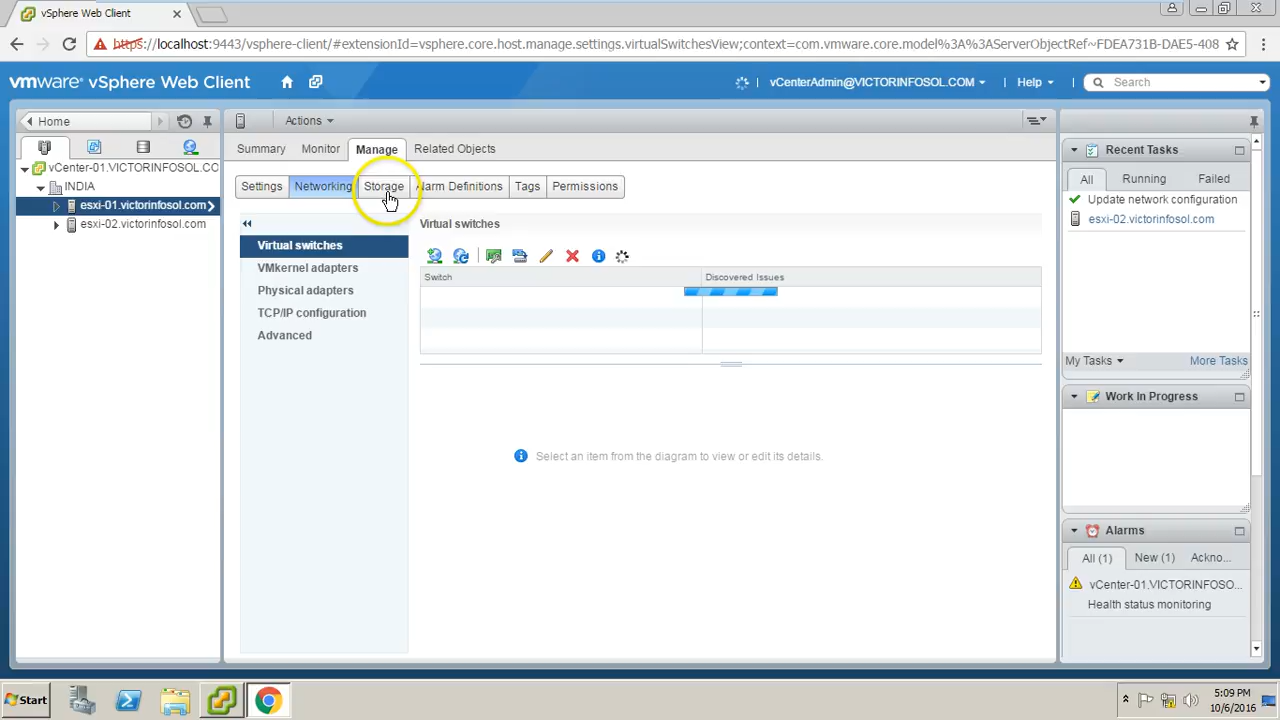 vSphere Web Client
https://localhost:9443/vsphere-client/#extensionId=vsphere.core.host.manage.settings.virtualSwitchesView;context=com.vmware.core.model%3A%3AServerObjectRef~FDEA731B-DAE5-408
vmware® vSphere Web Client
vCenterAdmin@VICTORINFOSOL.COM
Help
Search
Home
Actions
Summary
Monitor
Manage
Related Objects
Settings
Networking
Storage
Alarm Definitions
Tags
Permissions
vCenter-01.VICTORINFOSOL.CO
INDIA
esxi-01.victorinfosol.com
esxi-02.victorinfosol.com
Virtual switches
VMkernel adapters
Physical adapters
TCP/IP configuration
Advanced
Virtual switches
Switch
Discovered Issues
Select an item from the diagram to view or edit its details.
Recent Tasks
All
Running
Failed
Update network configuration
esxi-02.victorinfosol.com
My Tasks
More Tasks
Work In Progress
Alarms
All (1)
New (1)
Ackno...
vCenter-01.VICTORINFOSO...
Health status monitoring
Start
5:09 PM
10/6/2016